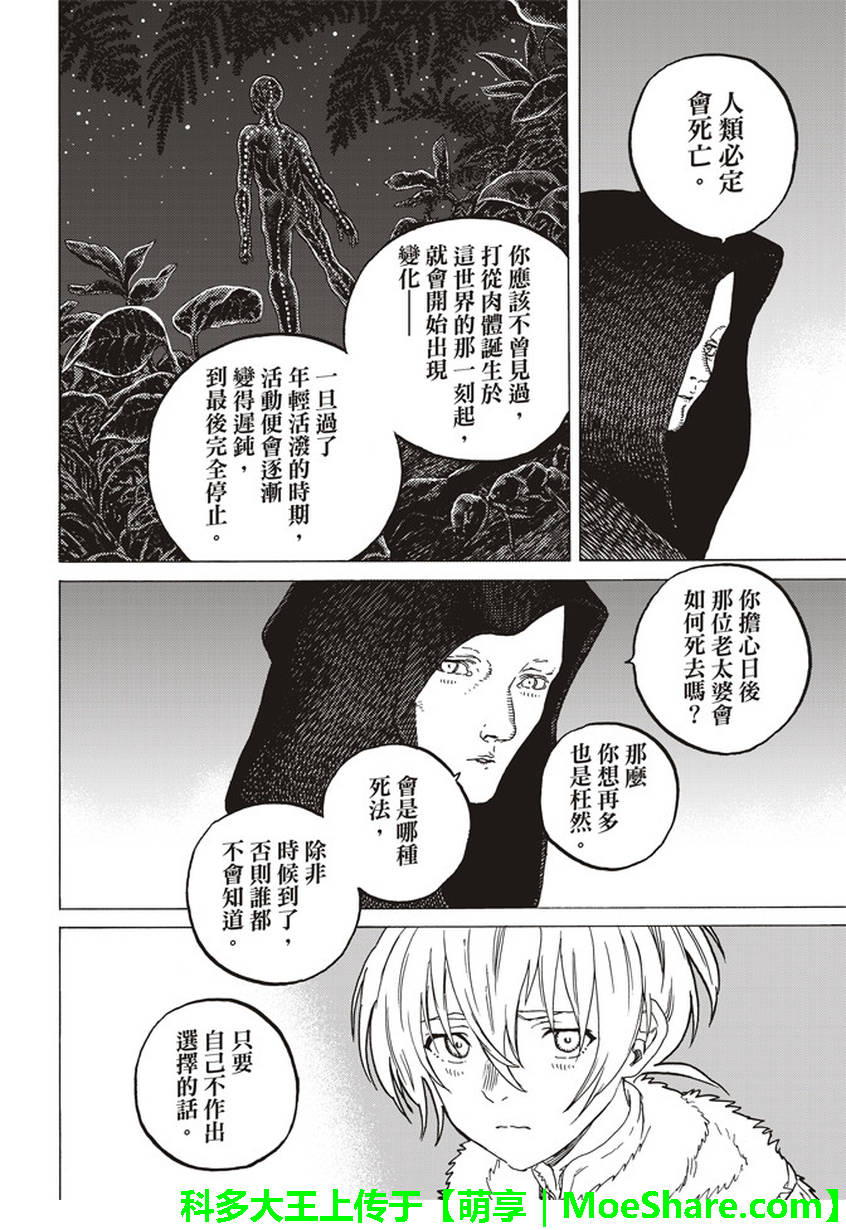 人類必定
會死亡。
你應該不曾見過，
打從肉體誕生於
這世界的那一刻起，
就會開始出現
變化——
一旦過了
年輕活潑的時期，
活動便會逐漸
變得遲鈍，
到最後完全停止。
你擔心日後
那位老太婆會
如何死去嗎？
那麼
你想再多
也是枉然。
會是哪種
死法，
除非
時候到了，
否則誰都
不會知道。
只要
自己不作出
選擇的話。
科多大王上传于【萌享｜MoeShare.com】